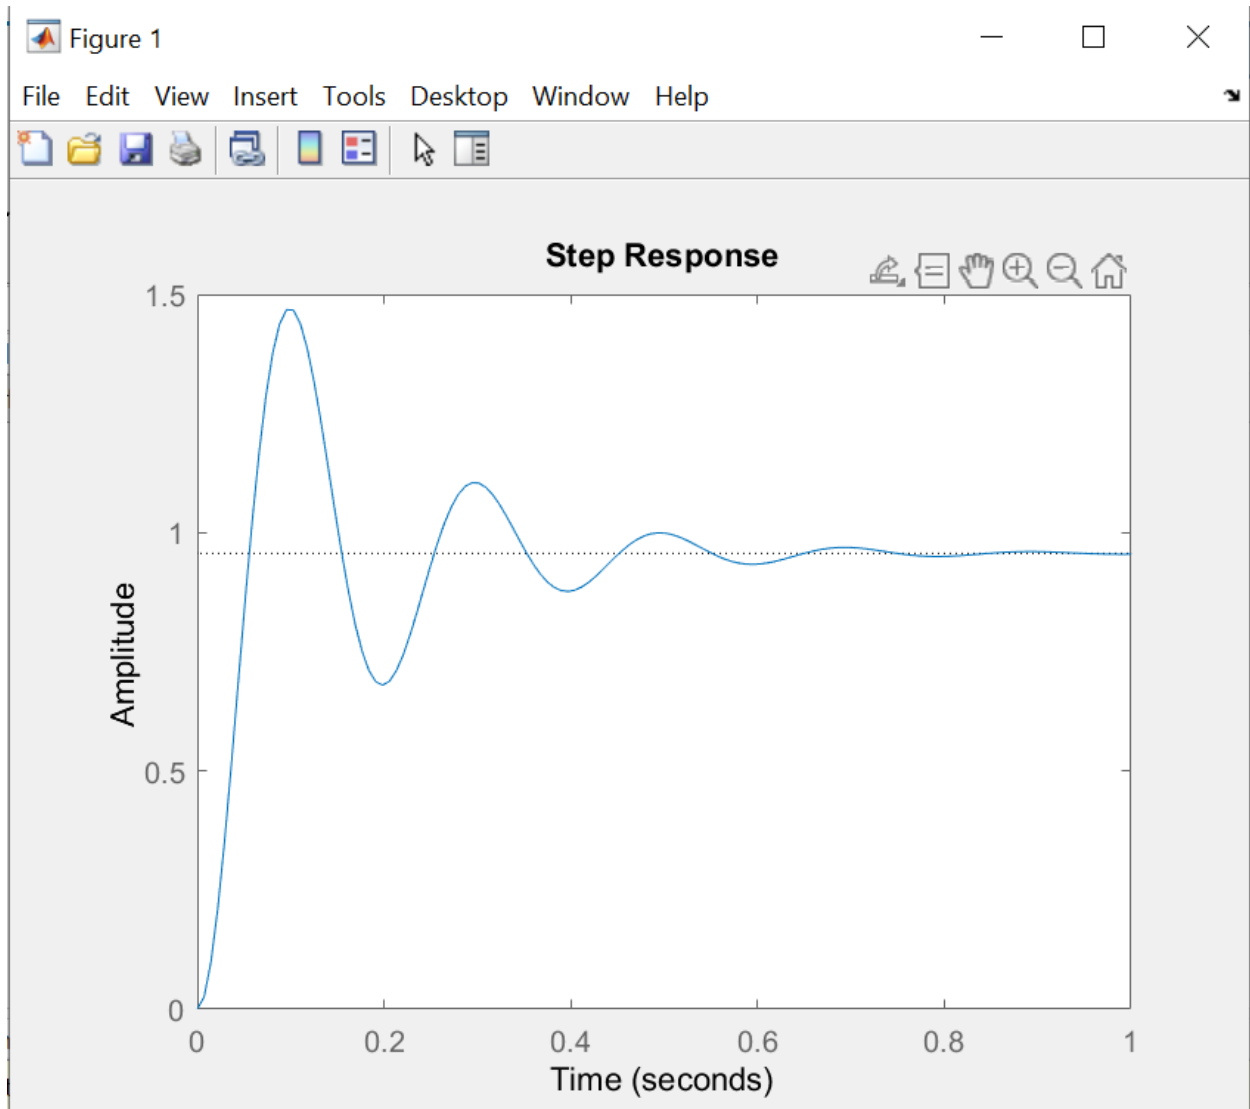 Figure 1
File Edit View Insert Tools Desktop Window Help
Step Response
1.5
1
0.5
0
Amplitude
0 0.2 0.4 0.6 0.8 1
Time (seconds)